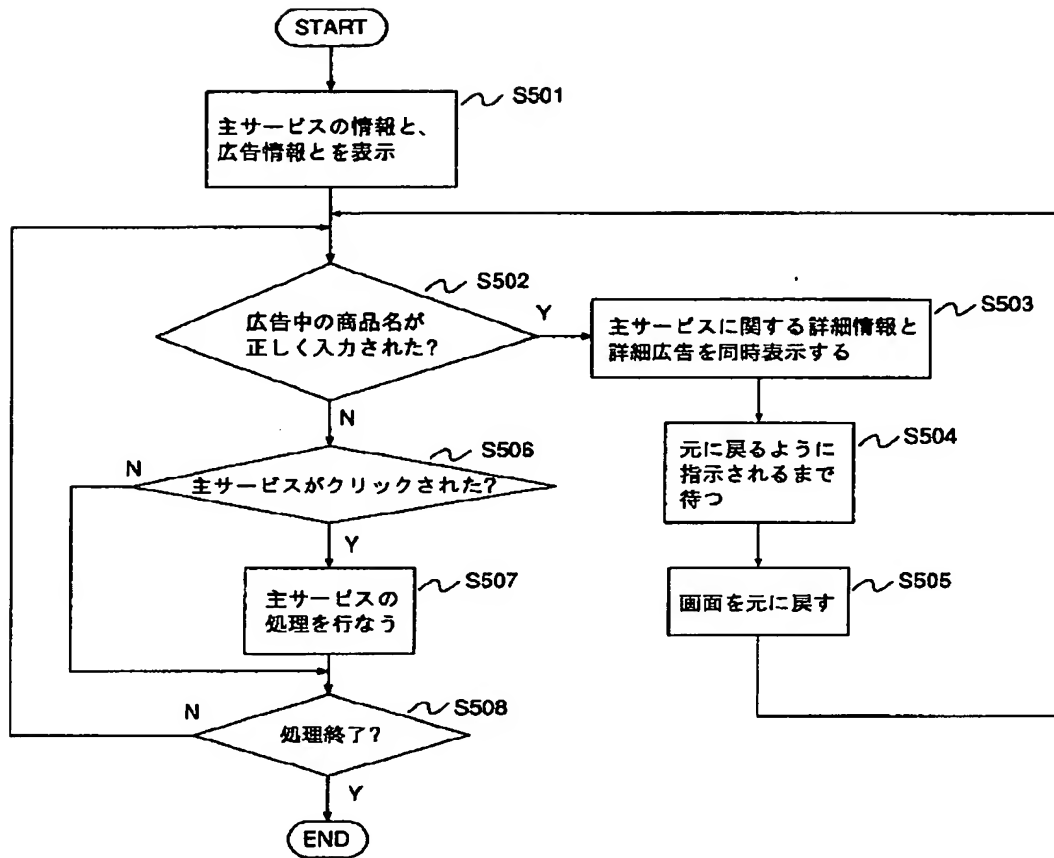 START
S501
主サービスの情報と、
広告情報とを表示
S502
広告中の商品名が
正しく入力された?
Y
N
S503
主サービスに関する詳細情報と
詳細広告を同時表示する
S504
元に戻るように
指示されるまで
待つ
S505
画面を元に戻す
S506
主サービスがクリックされた?
N
Y
S507
主サービスの
処理を行なう
S508
処理終了?
N
Y
END